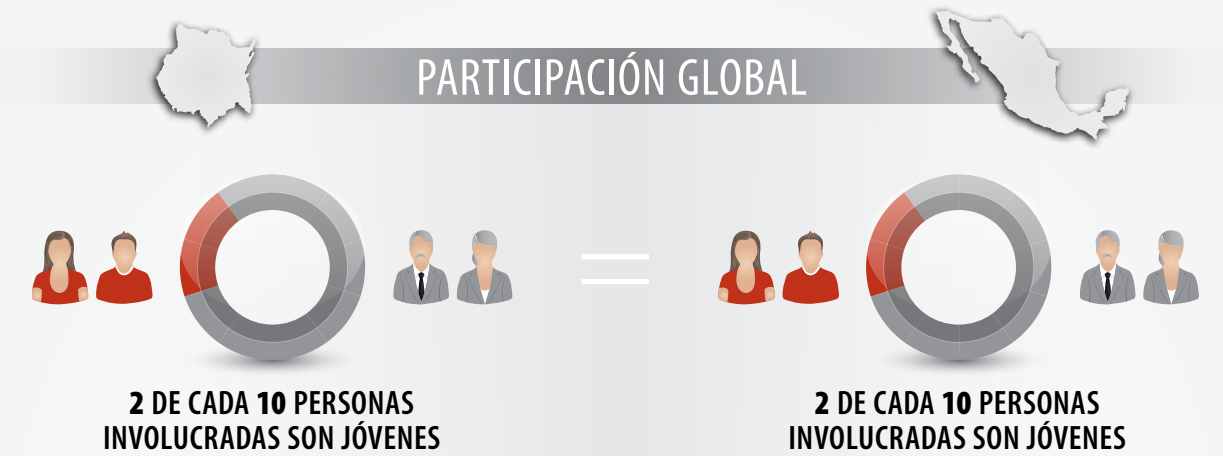 PARTICIPACIÓN GLOBAL
2 DE CADA 10 PERSONAS
INVOLUCRADAS SON JÓVENES
=
2 DE CADA 10 PERSONAS
INVOLUCRADAS SON JÓVENES